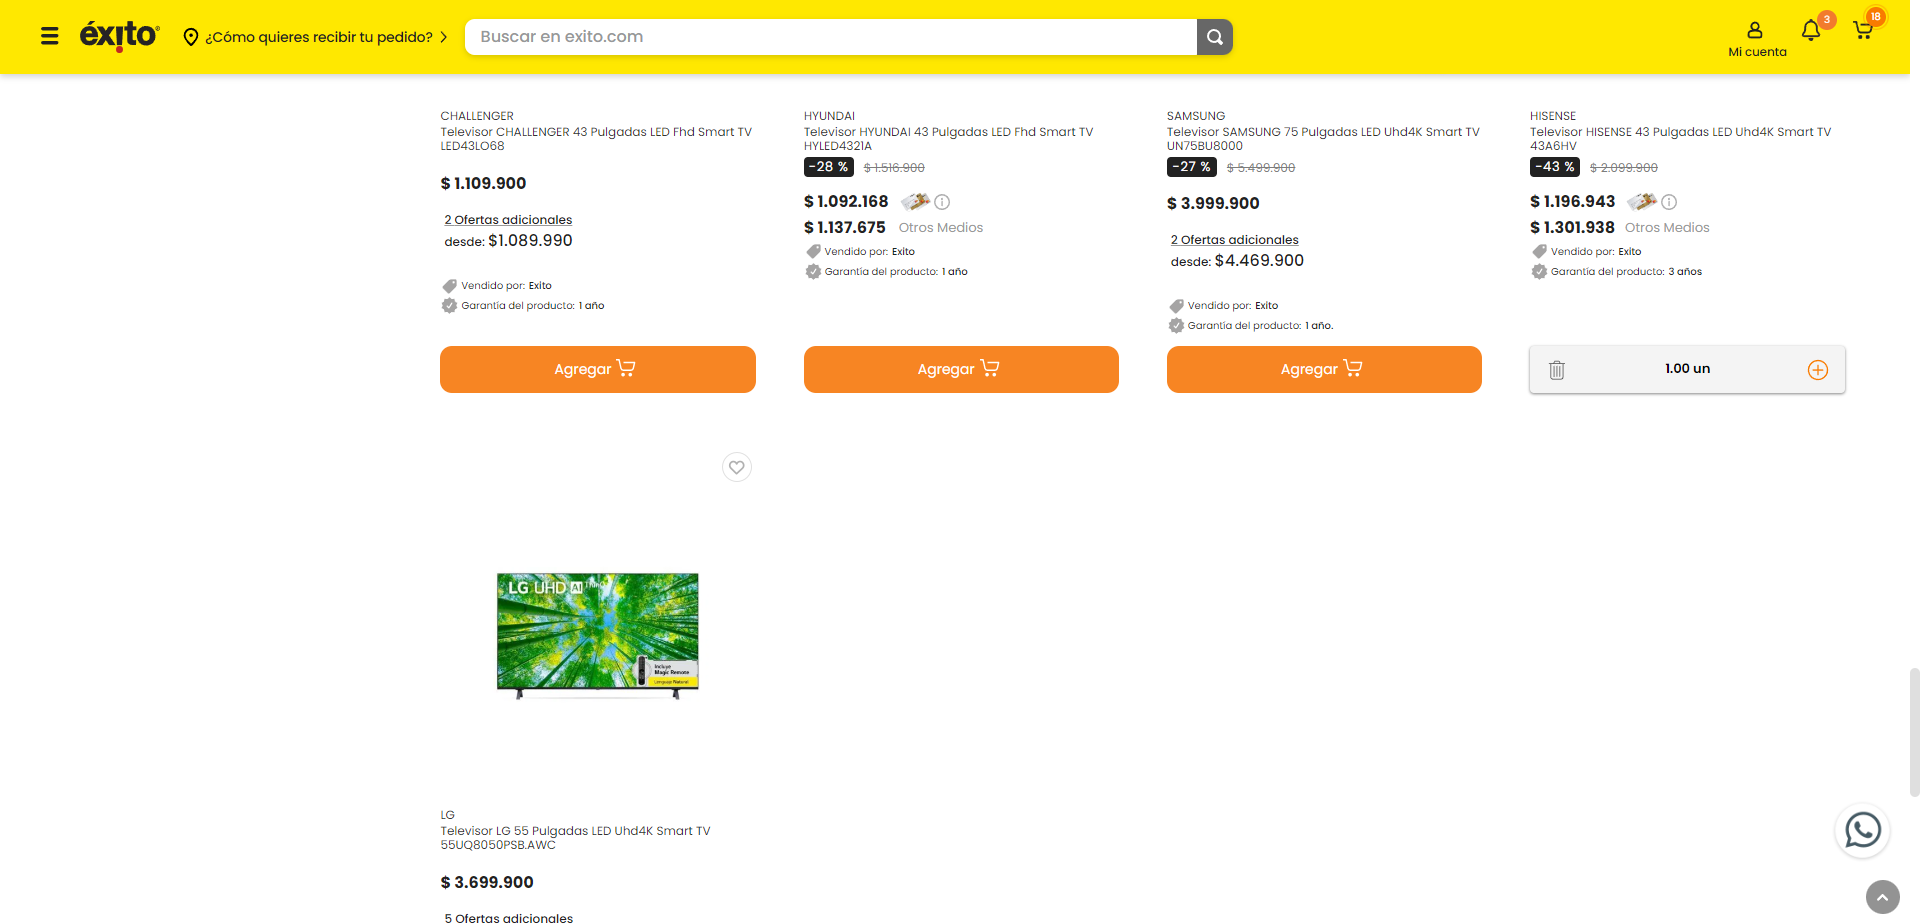 éxito
¿Cómo quieres recibir tu pedido?
Buscar en exito.com
Mi cuenta
3
18
CHALLENGER
Televisor CHALLENGER 43 Pulgadas LED Fhd Smart TV
LED43LO68
$ 1.109.900
2 Ofertas adicionales
desde: $1.089.990
Vendido por: Exito
Garantía del producto: 1 año
Agregar
HYUNDAI
Televisor HYUNDAI 43 Pulgadas LED Fhd Smart TV
HYLED4321A
-28 % $ 1.516.900
$ 1.092.168
$ 1.137.675 Otros Medios
Vendido por: Exito
Garantía del producto: 1 año
Agregar
SAMSUNG
Televisor SAMSUNG 75 Pulgadas LED Uhd4K Smart TV
UN75BU8000
-27 % $ 5.499.900
$ 3.999.900
2 Ofertas adicionales
desde: $4.469.900
Vendido por: Exito
Garantía del producto: 1 año.
Agregar
HISENSE
Televisor HISENSE 43 Pulgadas LED Uhd4K Smart TV
43A6HV
-43 % $ 2.099.900
$ 1.196.943
$ 1.301.938 Otros Medios
Vendido por: Exito
Garantía del producto: 3 años
1.00 un
LG UHD AI ThinQ
Incluye
Magic Remote
Lenguaje Natural
LG
Televisor LG 55 Pulgadas LED Uhd4K Smart TV
55UQ8050PSB.AWC
$ 3.699.900
5 Ofertas adicionales